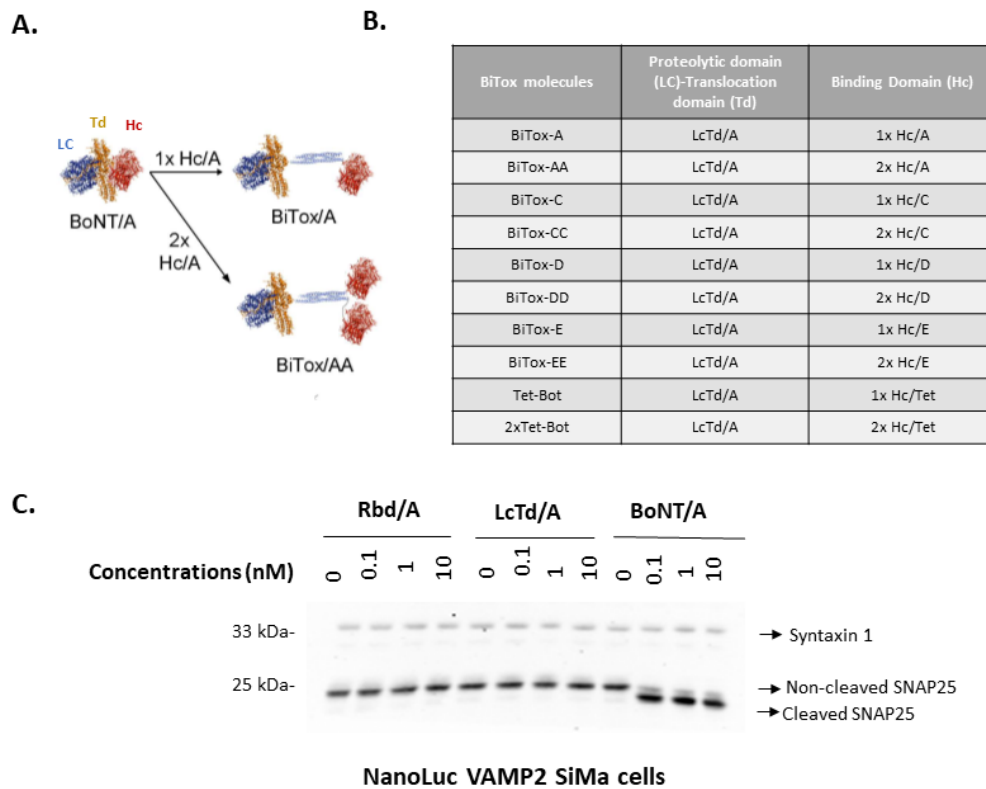 A.
B.
LC
Td
Hc
BoNT/A
1x Hc/A
BiTox/A
2x
Hc/A
BiTox/AA
BiTox molecules | Proteolytic domain (LC)-Translocation domain (Td) | Binding Domain (Hc)
BiTox-A | LcTd/A | 1x Hc/A
BiTox-AA | LcTd/A | 2x Hc/A
BiTox-C | LcTd/A | 1x Hc/C
BiTox-CC | LcTd/A | 2x Hc/C
BiTox-D | LcTd/A | 1x Hc/D
BiTox-DD | LcTd/A | 2x Hc/D
BiTox-E | LcTd/A | 1x Hc/E
BiTox-EE | LcTd/A | 2x Hc/E
Tet-Bot | LcTd/A | 1x Hc/Tet
2xTet-Bot | LcTd/A | 2x Hc/Tet
C.
Rbd/A LcTd/A BoNT/A
Concentrations (nM) 0 0.1 1 10 0 0.1 1 10 0 0.1 1 10
33 kDa-
Syntaxin 1
25 kDa-
Non-cleaved SNAP25
Cleaved SNAP25
NanoLuc VAMP2 SiMa cells